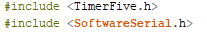 #include <TimerFive.h>
#include <SoftwareSerial.h>